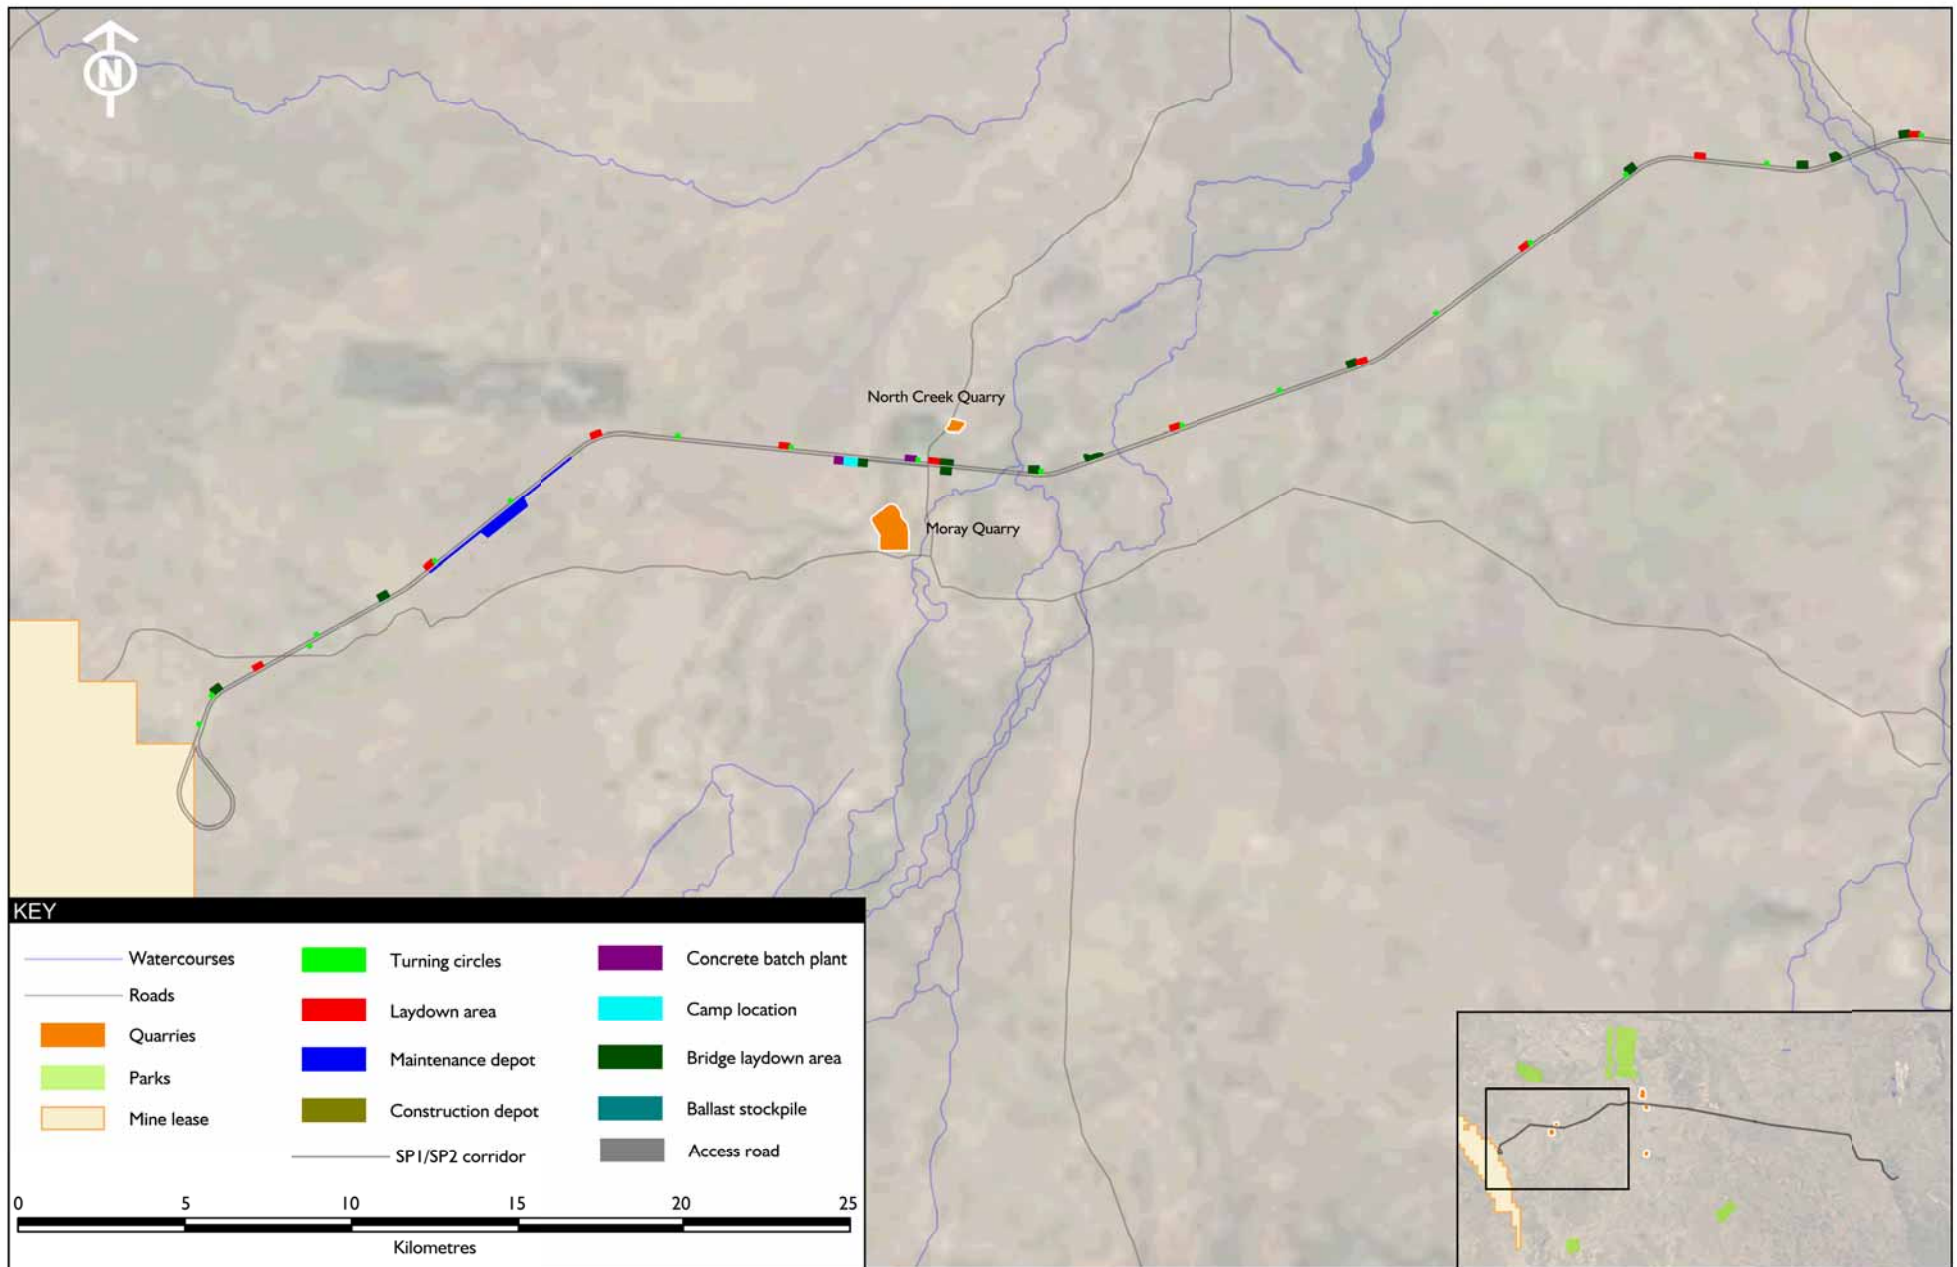 N
North Creek Quarry
Moray Quarry
KEY
Watercourses
Roads
Quarries
Parks
Mine lease
Turning circles
Laydown area
Maintenance depot
Construction depot
SP1/SP2 corridor
Concrete batch plant
Camp location
Bridge laydown area
Ballast stockpile
Access road
0 5 10 15 20 25
Kilometres